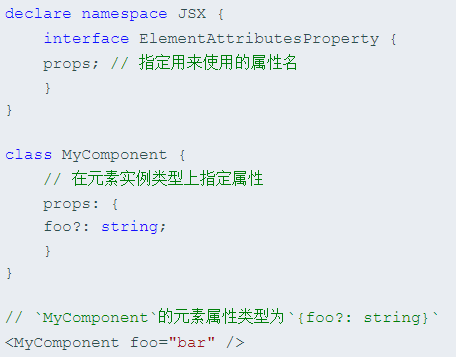 declare namespace JSX {
    interface ElementAttributesProperty {
    props; // 指定用来使用的属性名
    }
}

class MyComponent {
    // 在元素实例类型上指定属性
    props: {
    foo?: string;
    }
}

// `MyComponent`的元素属性类型为`{foo?: string}`
<MyComponent foo="bar" />